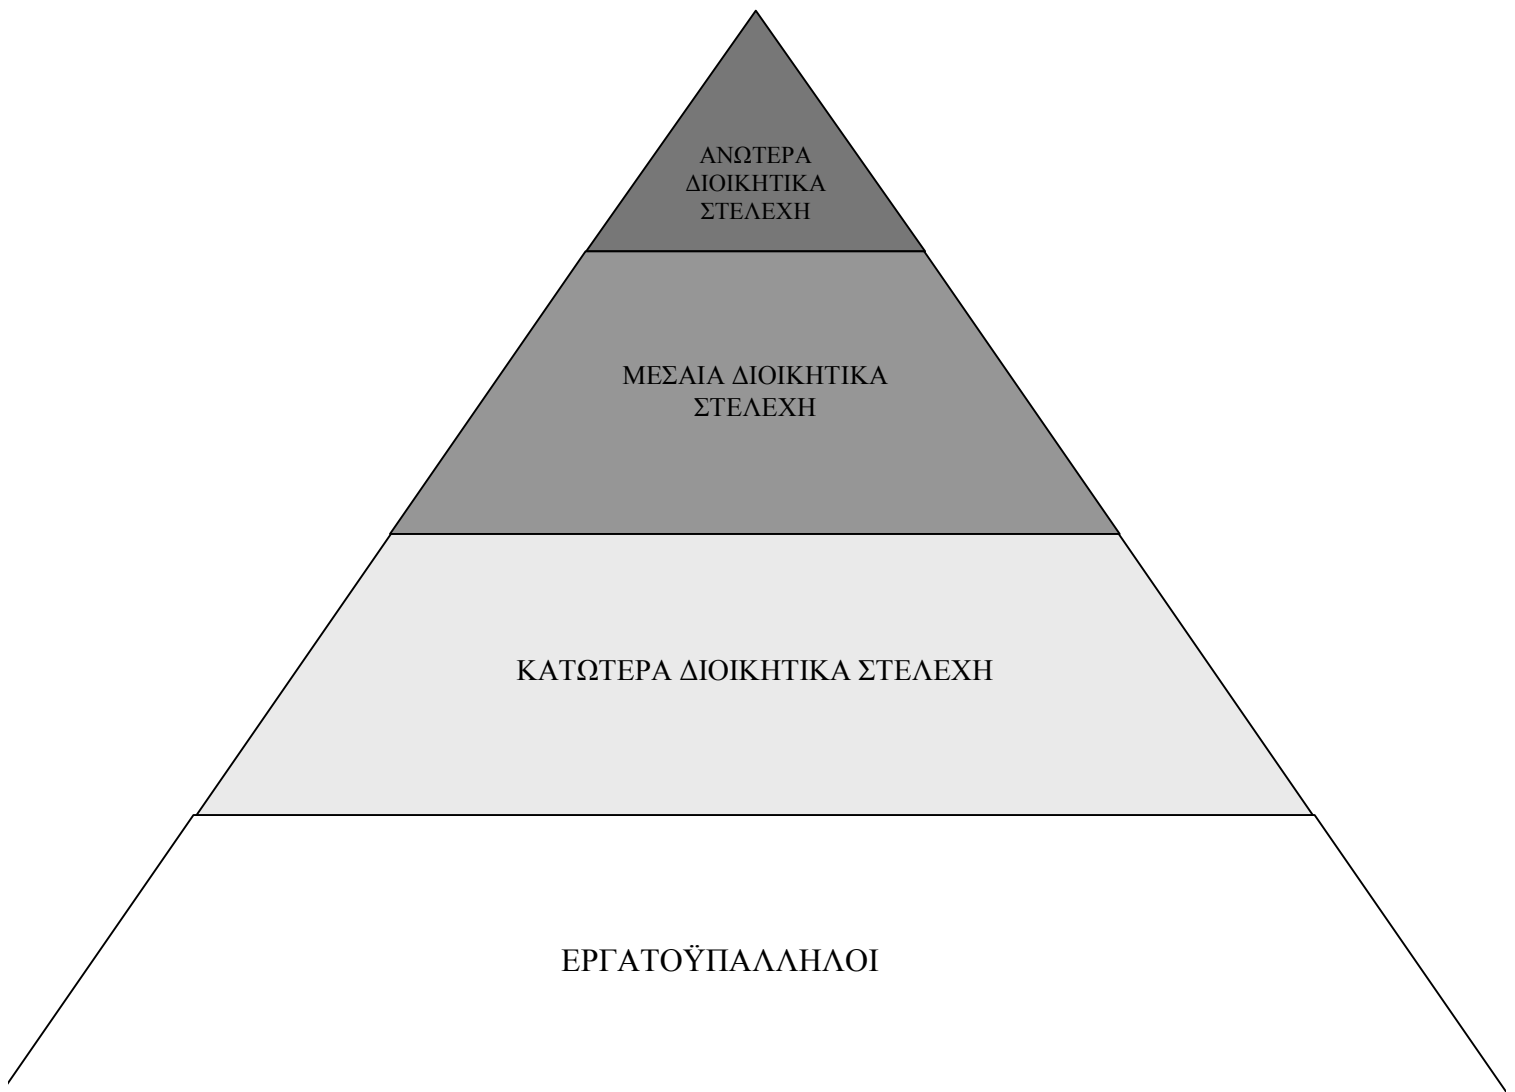 ΑΝΩΤΕΡΑ
ΔΙΟΙΚΗΤΙΚΑ
ΣΤΕΛΕΧΗ
ΜΕΣΑΙΑ ΔΙΟΙΚΗΤΙΚΑ
ΣΤΕΛΕΧΗ
ΚΑΤΩΤΕΡΑ ΔΙΟΙΚΗΤΙΚΑ ΣΤΕΛΕΧΗ
ΕΡΓΑΤΟΫΠΑΛΛΗΛΟΙ